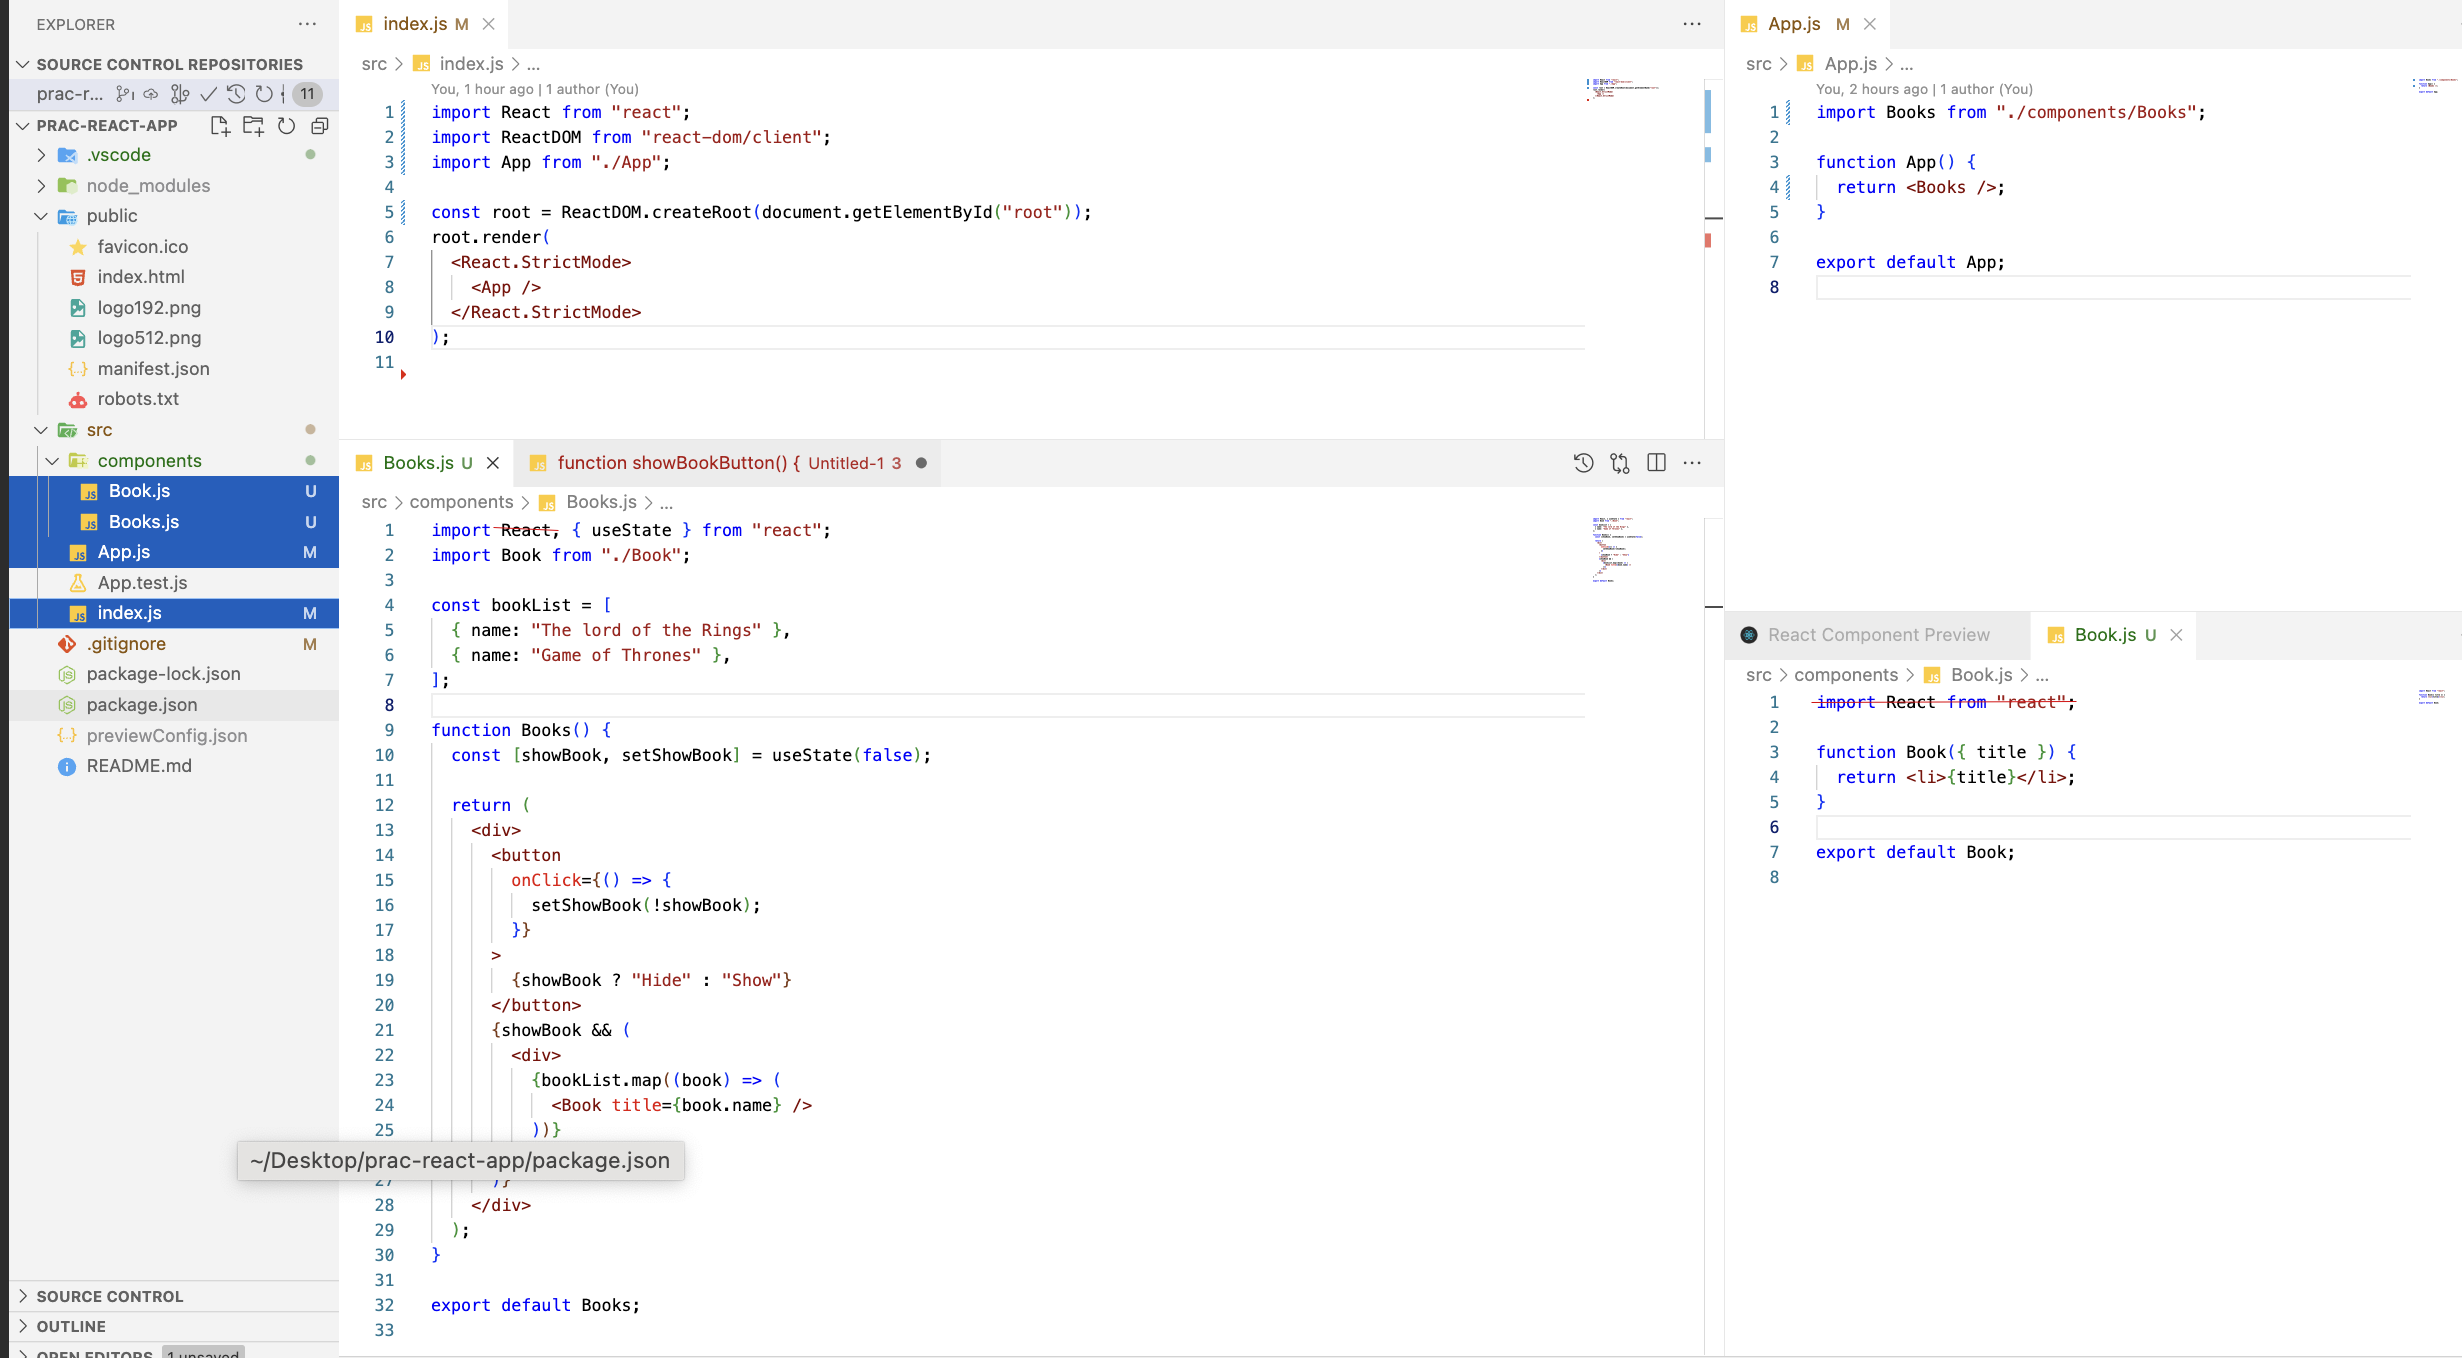 EXPLORER
SOURCE CONTROL REPOSITORIES
prac-r... 11
PRAC-REACT-APP
.vscode
node_modules
public
favicon.ico
index.html
logo192.png
logo512.png
manifest.json
robots.txt
src
components
Book.js U
Books.js U
App.js M
App.test.js
index.js M
.gitignore M
package-lock.json
package.json
previewConfig.json
README.md
SOURCE CONTROL
OUTLINE
OPEN EDITORS 1 unsaved
index.js M
src > index.js > ...
You, 1 hour ago | 1 author (You)
1 import React from "react";
2 import ReactDOM from "react-dom/client";
3 import App from "./App";
4
5 const root = ReactDOM.createRoot(document.getElementById("root"));
6 root.render(
7 <React.StrictMode>
8 <App />
9 </React.StrictMode>
10 );
11
Books.js U function showBookButton() { Untitled-1 3
src > components > Books.js > ...
1 import React, { useState } from "react";
2 import Book from "./Book";
3
4 const bookList = [
5 { name: "The lord of the Rings" },
6 { name: "Game of Thrones" },
7 ];
8
9 function Books() {
10 const [showBook, setShowBook] = useState(false);
11
12 return (
13 <div>
14 <button
15 onClick={() => {
16 setShowBook(!showBook);
17 }}
18 >
19 {showBook ? "Hide" : "Show"}
20 </button>
21 {showBook && (
22 <div>
23 {bookList.map((book) => (
24 <Book title={book.name} />
25 ))}
~/Desktop/prac-react-app/package.json
27 )}
28 </div>
29 );
30 }
31
32 export default Books;
33
App.js M
src > App.js > ...
You, 2 hours ago | 1 author (You)
1 import Books from "./components/Books";
2
3 function App() {
4 return <Books />;
5 }
6
7 export default App;
8
React Component Preview Book.js U
src > components > Book.js > ...
1 import React from "react";
2
3 function Book({ title }) {
4 return <li>{title}</li>;
5 }
6
7 export default Book;
8